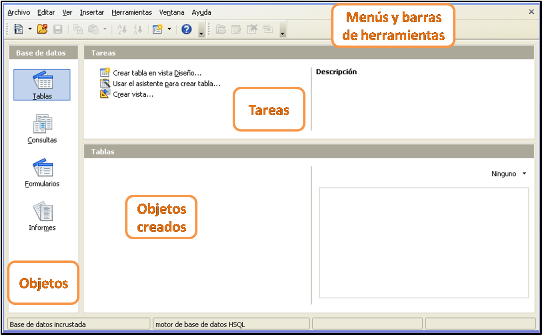 Archivo Editar Ver Insertar Herramientas Ventana Ayuda
Menús y barras
de herramientas
Base de datos
Tareas
Tablas
Consultas
Formularios
Informes
Objetos
Crear tabla en vista Diseño...
Usar el asistente para crear tabla...
Crear vista...
Tareas
Descripción
Tablas
Ninguno
Objetos
creados
Base de datos incrustada
motor de base de datos HSQL